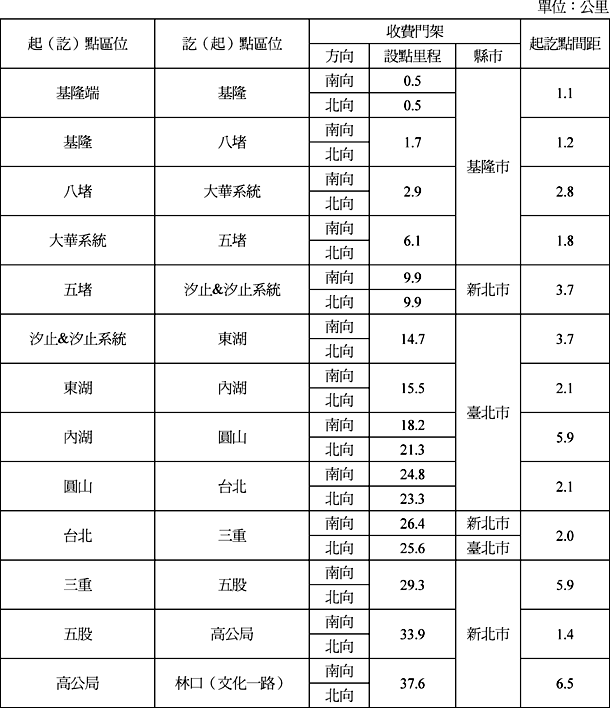 單位：公里
起（訖）點區位 訖（起）點區位 收費門架 起訖點間距
方向 設點里程 縣市
基隆端 基隆 南向 0.5 基隆市 1.1
北向 0.5
基隆 八堵 南向 1.7 1.2
北向
八堵 大華系統 南向 2.9 2.8
北向
大華系統 五堵 南向 6.1 1.8
北向
五堵 汐止&汐止系統 南向 9.9 新北市 3.7
北向 9.9
汐止&汐止系統 東湖 南向 14.7 臺北市 3.7
北向
東湖 內湖 南向 15.5 2.1
北向
內湖 圓山 南向 18.2 5.9
北向 21.3
圓山 台北 南向 24.8 2.1
北向 23.3
台北 三重 南向 26.4 新北市 2.0
北向 25.6 臺北市
三重 五股 南向 29.3 新北市 5.9
北向
五股 高公局 南向 33.9 1.4
北向
高公局 林口（文化一路） 南向 37.6 6.5
北向